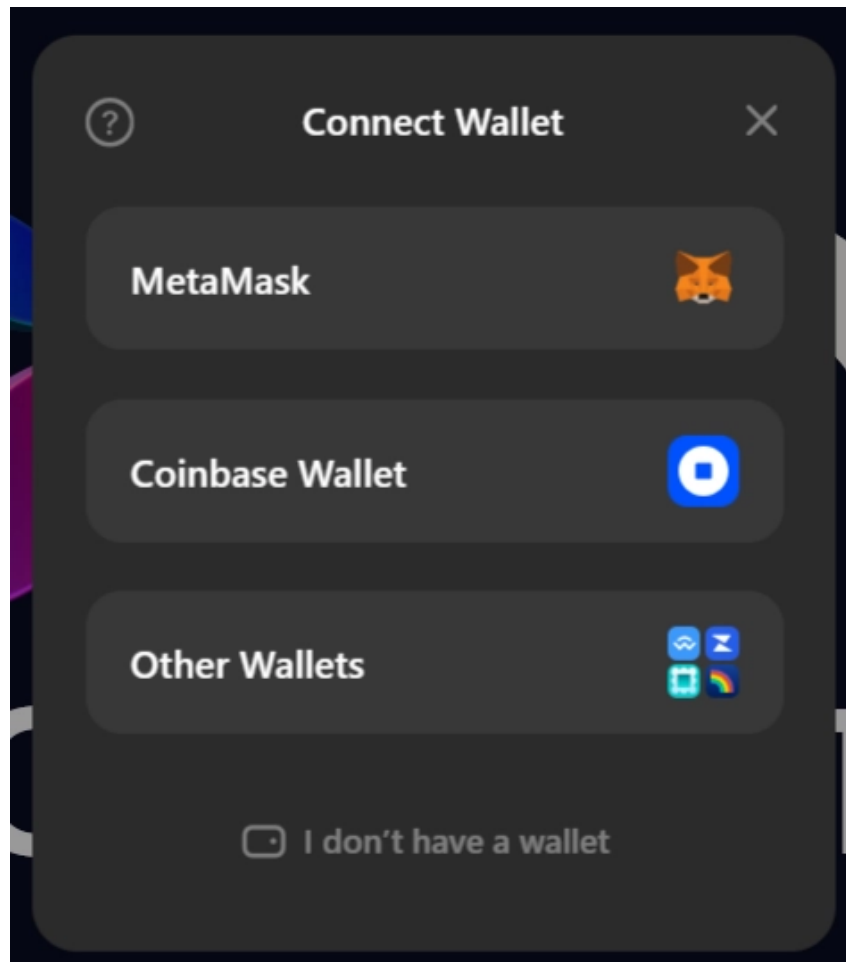 Connect Wallet
MetaMask
Coinbase Wallet
Other Wallets
I don’t have a wallet